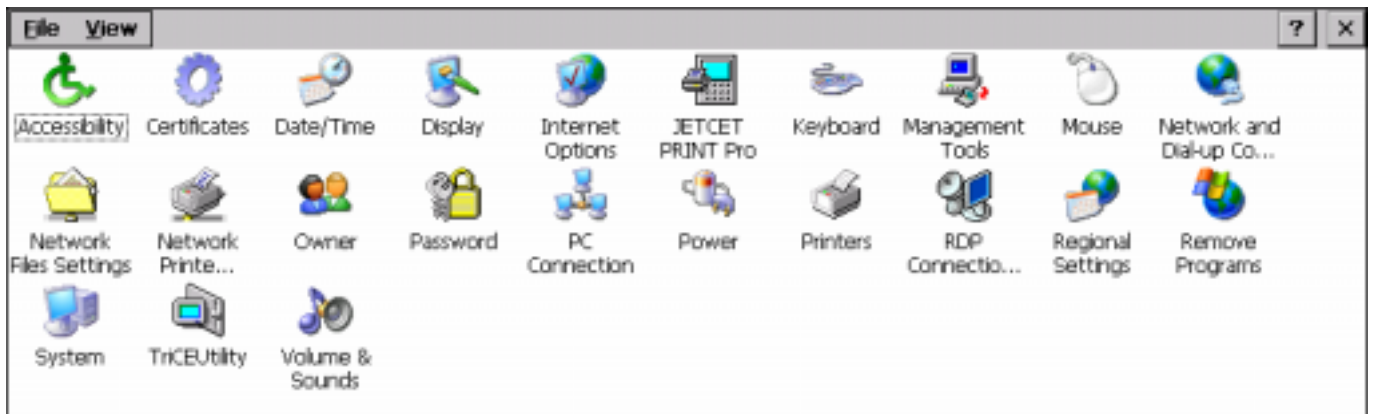 File View ? ×
Accessibility Certificates Date/Time Display Internet Options JETCET PRINT Pro Keyboard Management Tools Mouse Network and Dial-up Co...
Network Files Settings Network Printe... Owner Password PC Connection Power Printers RDP Connectio... Regional Settings Remove Programs
System TriCEUtility Volume & Sounds